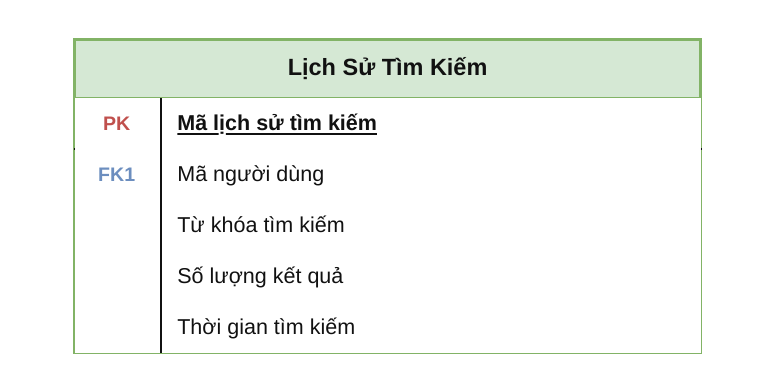 Lịch Sử Tìm Kiếm
PK Mã lịch sử tìm kiếm
FK1 Mã người dùng
Từ khóa tìm kiếm
Số lượng kết quả
Thời gian tìm kiếm